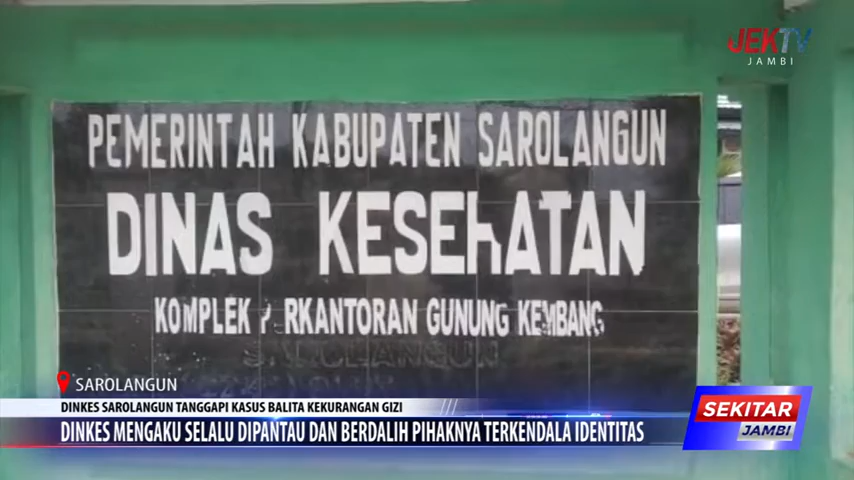 JEKTV
JAMBI
PEMERINTAH KABUPATEN SAROLANGUN
DINAS KESEhATAN
KOMPLEK RKANTORAN GUNUNG KEMBANG
SAROLANGUN
SAROLANGUN
DINKES SAROLANGUN TANGGAPI KASUS BALITA KEKURANGAN GIZI
DINKES MENGAKU SELALU DIPANTAU DAN BERDALIH PIHAKNYA TERKENDALA IDENTITAS
SEKITAR
JAMBI